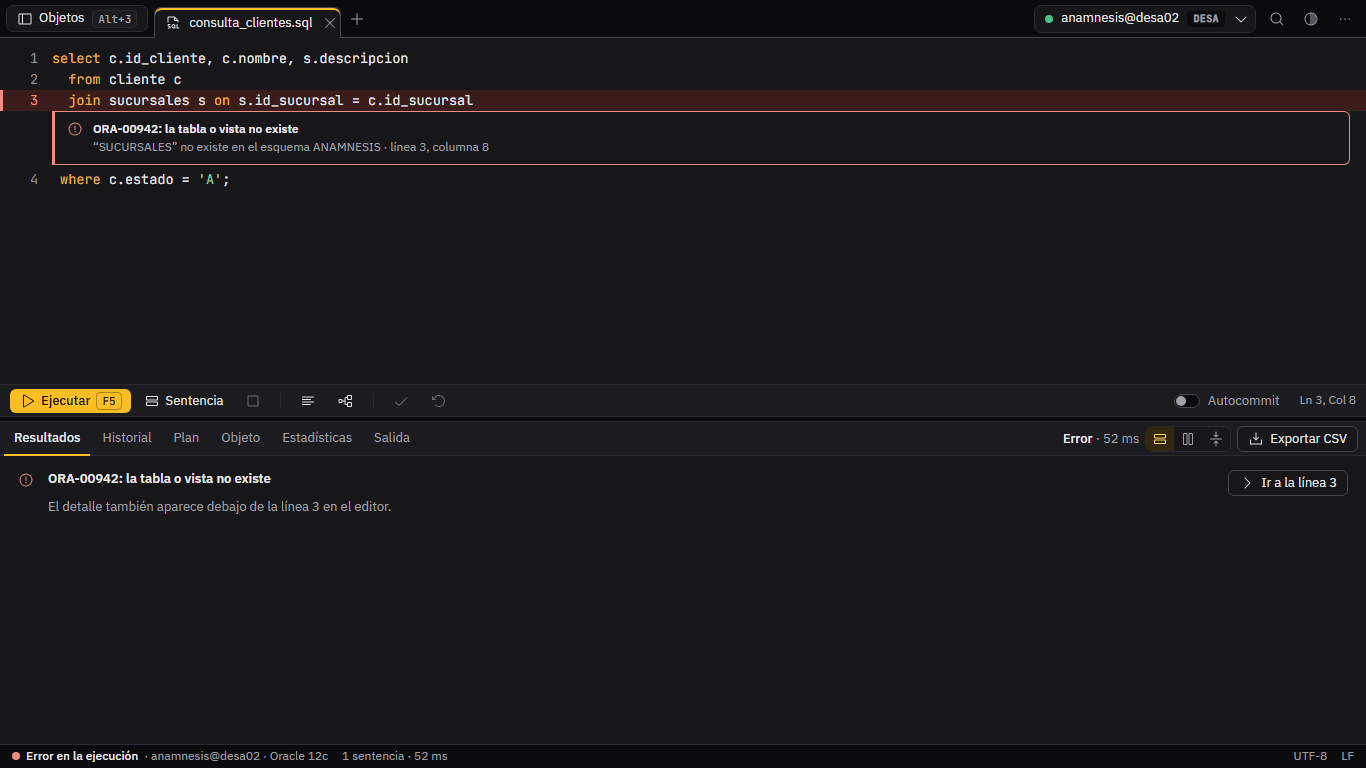 Objetos Alt+3 consulta_clientes.sql anamnesis@desa02 DESA
1 select c.id_cliente, c.nombre, s.descripcion
2 from cliente c
3 join sucursales s on s.id_sucursal = c.id_sucursal
ORA-00942: la tabla o vista no existe
“SUCURSALES” no existe en el esquema ANAMNESIS · línea 3, columna 8
4 where c.estado = 'A';
Ejecutar F5 Sentencia Autocommit Ln 3, Col 8
Resultados Historial Plan Objeto Estadísticas Salida Error · 52 ms Exportar CSV
ORA-00942: la tabla o vista no existe Ir a la línea 3
El detalle también aparece debajo de la línea 3 en el editor.
Error en la ejecución · anamnesis@desa02 · Oracle 12c 1 sentencia · 52 ms UTF-8 LF